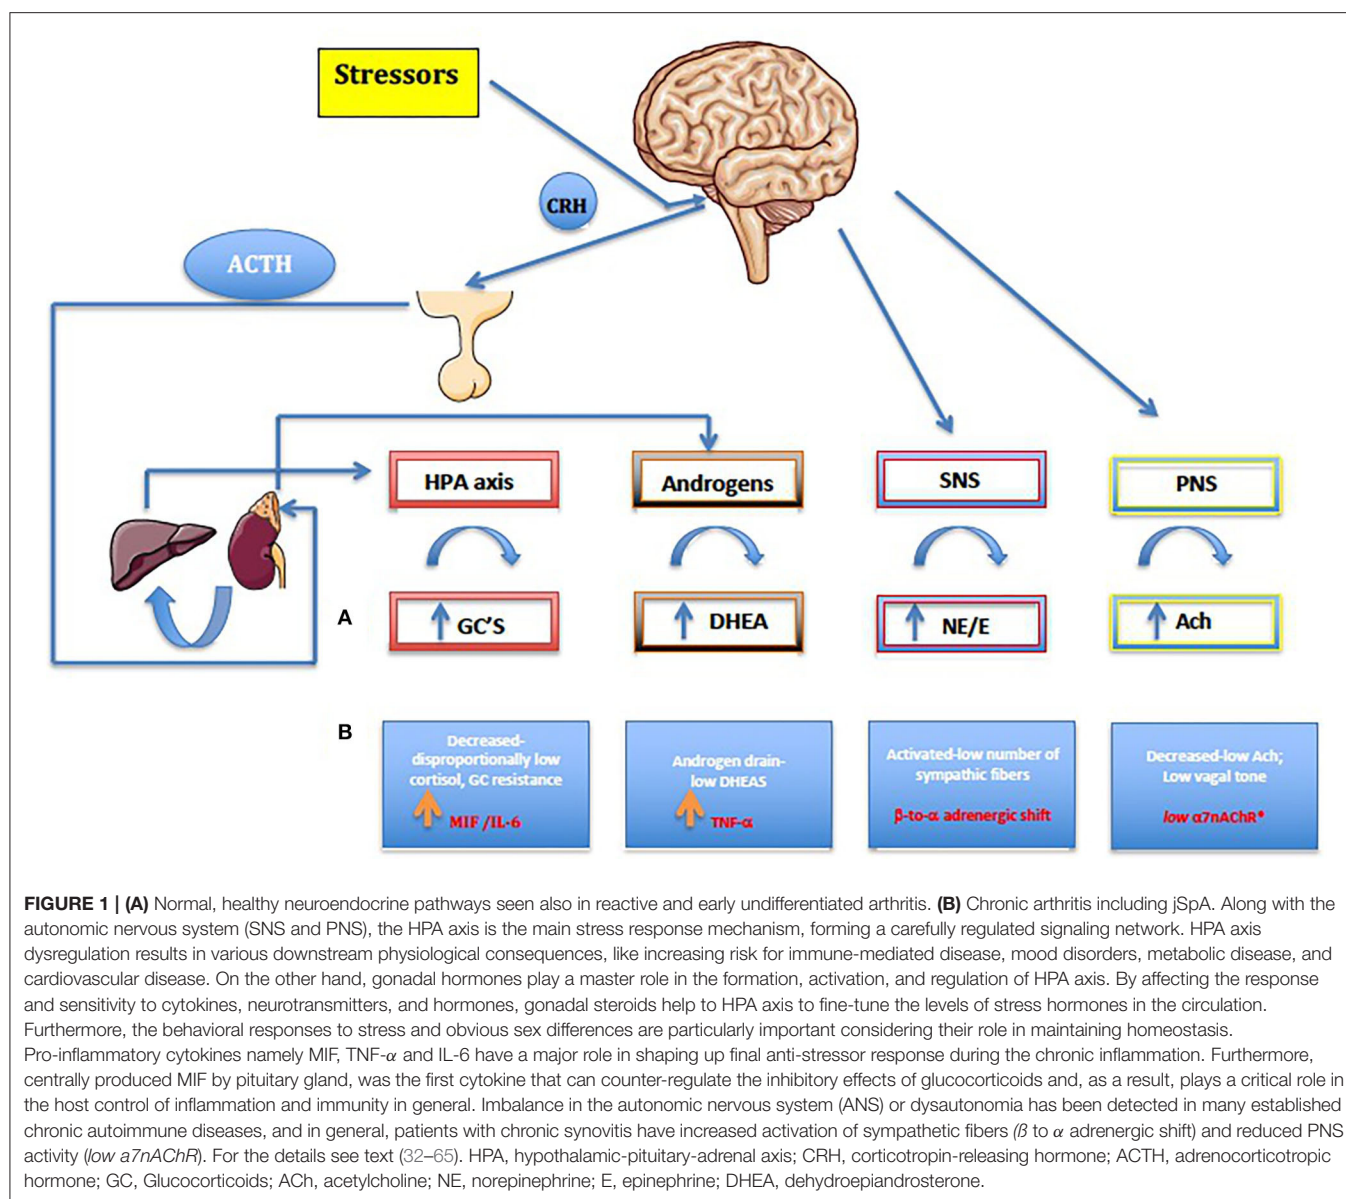 Stressors
CRH
ACTH
HPA axis
Androgens
SNS
PNS
A
GC'S
DHEA
NE/E
Ach
B
Decreased-
disproportionally low
cortisol, GC resistance
MIF /IL-6
Androgen drain-
low DHEAS
TNF-α
Activated-low number of
sympathic fibers
β-to-α adrenergic shift
Decreased-low Ach;
Low vagal tone
low α7nAChR*
FIGURE 1 | (A) Normal, healthy neuroendocrine pathways seen also in reactive and early undifferentiated arthritis. (B) Chronic arthritis including jSpA. Along with the
autonomic nervous system (SNS and PNS), the HPA axis is the main stress response mechanism, forming a carefully regulated signaling network. HPA axis
dysregulation results in various downstream physiological consequences, like increasing risk for immune-mediated disease, mood disorders, metabolic disease, and
cardiovascular disease. On the other hand, gonadal hormones play a master role in the formation, activation, and regulation of HPA axis. By affecting the response
and sensitivity to cytokines, neurotransmitters, and hormones, gonadal steroids help to HPA axis to fine-tune the levels of stress hormones in the circulation.
Furthermore, the behavioral responses to stress and obvious sex differences are particularly important considering their role in maintaining homeostasis.
Pro-inflammatory cytokines namely MIF, TNF-α and IL-6 have a major role in shaping up final anti-stressor response during the chronic inflammation. Furthermore,
centrally produced MIF by pituitary gland, was the first cytokine that can counter-regulate the inhibitory effects of glucocorticoids and, as a result, plays a critical role in
the host control of inflammation and immunity in general. Imbalance in the autonomic nervous system (ANS) or dysautonomia has been detected in many established
chronic autoimmune diseases, and in general, patients with chronic synovitis have increased activation of sympathetic fibers (ß to α adrenergic shift) and reduced PNS
activity (low a7nAChR). For the details see text (32–65). HPA, hypothalamic-pituitary-adrenal axis; CRH, corticotropin-releasing hormone; ACTH, adrenocorticotropic
hormone; GC, Glucocorticoids; ACh, acetylcholine; NE, norepinephrine; E, epinephrine; DHEA, dehydroepiandrosterone.